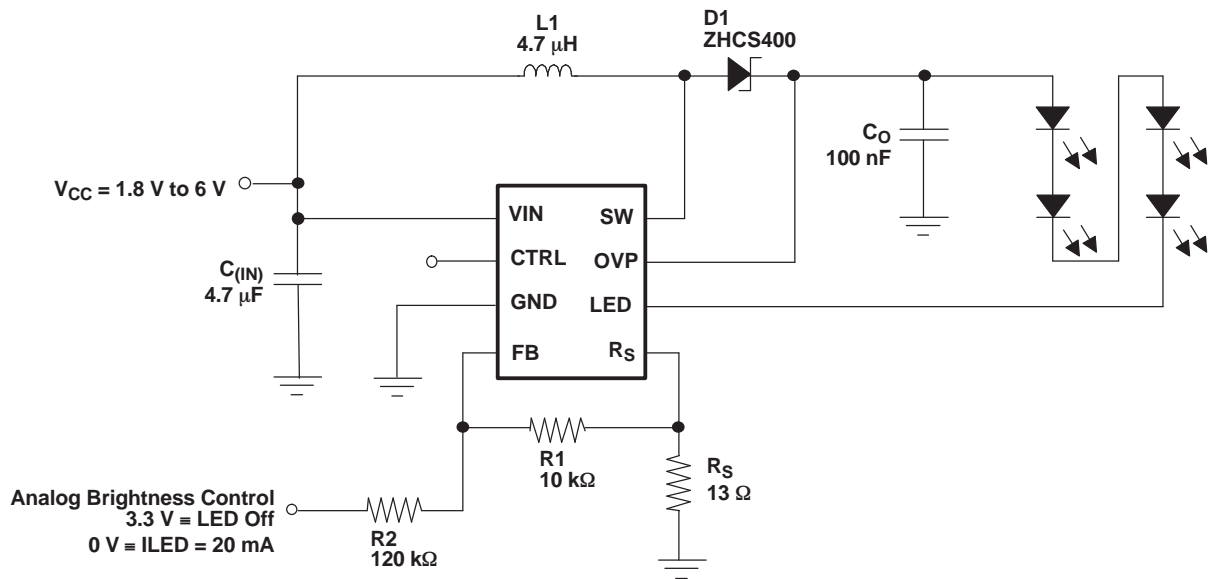 L1
4.7 μH
D1
ZHCS400
CO
100 nF
VCC = 1.8 V to 6 V
C(IN)
4.7 μF
VIN
CTRL
GND
FB
SW
OVP
LED
RS
R1
10 kΩ
RS
13 Ω
Analog Brightness Control
3.3 V ≡ LED Off
0 V ≡ ILED = 20 mA
R2
120 kΩ